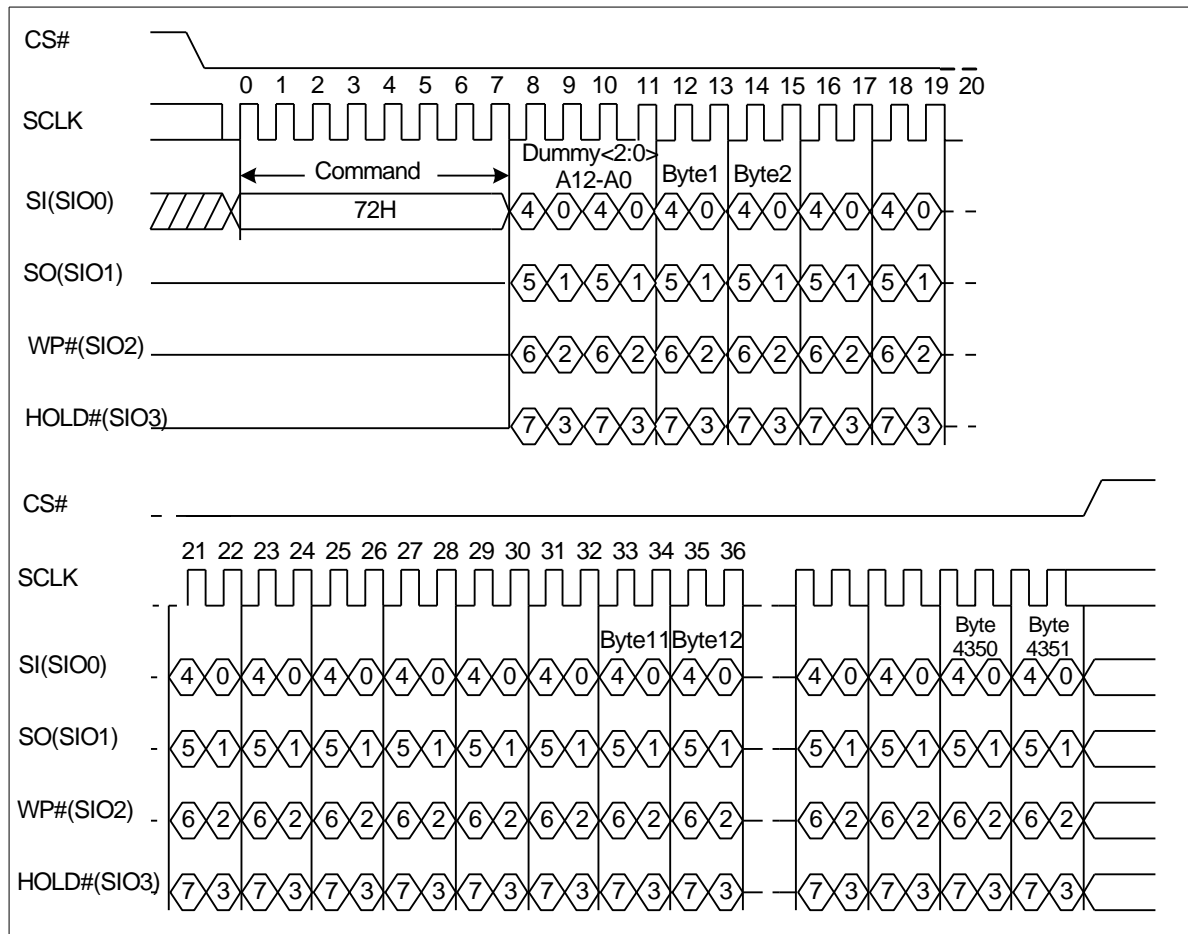 CS#
0 1 2 3 4 5 6 7 8 9 10 11 12 13 14 15 16 17 18 19 20
SCLK
Dummy<2:0>
Command A12-A0 Byte1 Byte2
SI(SIO0) 72H 4 0 4 0 4 0 4 0 4 0 4 0
SO(SIO1) 5 1 5 1 5 1 5 1 5 1 5 1
WP#(SIO2) 6 2 6 2 6 2 6 2 6 2 6 2
HOLD#(SIO3) 7 3 7 3 7 3 7 3 7 3 7 3
CS#
21 22 23 24 25 26 27 28 29 30 31 32 33 34 35 36
SCLK
Byte11 Byte12 Byte 4350 Byte 4351
SI(SIO0) 4 0 4 0 4 0 4 0 4 0 4 0 4 0 4 0 4 0 4 0 4 0 4 0
SO(SIO1) 5 1 5 1 5 1 5 1 5 1 5 1 5 1 5 1 5 1 5 1 5 1 5 1
WP#(SIO2) 6 2 6 2 6 2 6 2 6 2 6 2 6 2 6 2 6 2 6 2 6 2 6 2
HOLD#(SIO3) 7 3 7 3 7 3 7 3 7 3 7 3 7 3 7 3 7 3 7 3 7 3 7 3